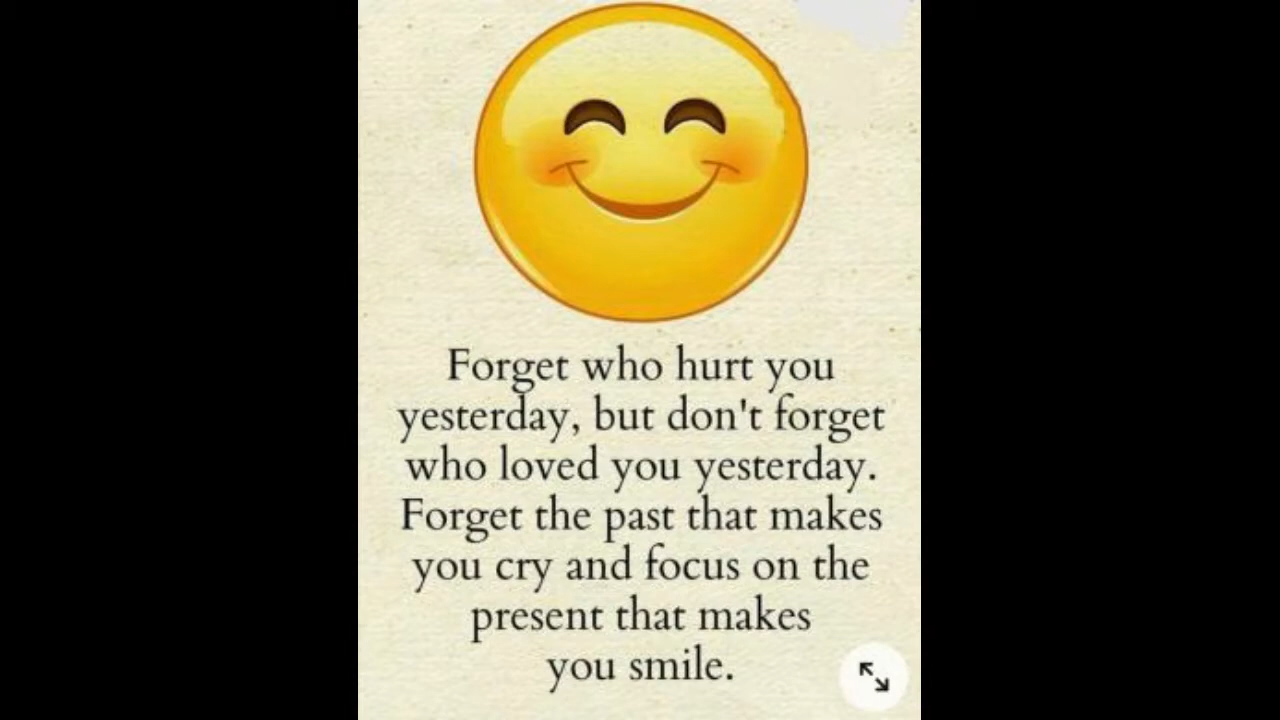 Forget who hurt you
yesterday, but don't forget
who loved you yesterday.
Forget the past that makes
you cry and focus on the
present that makes
you smile.